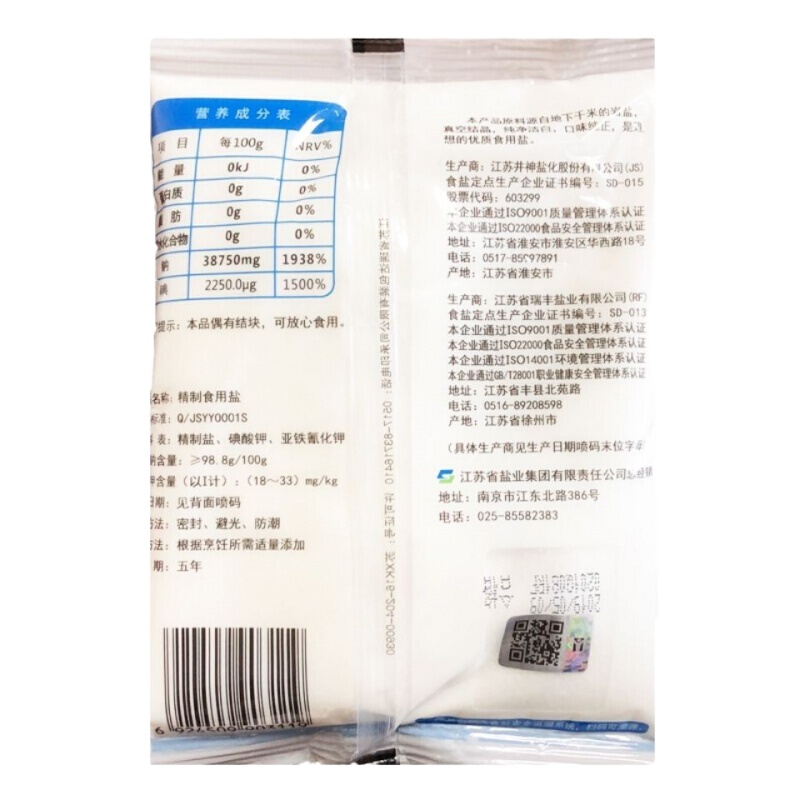 营养成分表
项目 每100g NRV%
量 0kJ 0%
白质 0g 0%
脂肪 0g 0%
水化合物 0g 0%
钠 38750mg 1938%
碘 2250.0μg 1500%
提示：本品偶有结块，可放心食用。
名称：精制食用盐
标准：Q/JSYY0001S
表：精制盐、碘酸钾、亚铁氰化钾
含量：≥98.8g/100g
含量（以I计）：（18～33）mg/kg
日期：见背面喷码
方法：密封、避光、防潮
方法：根据烹饪所需适量添加
期：五年
本产品原料源自地下千米的岩盐，
真空结晶，纯净洁白，口味纯正，是
想的优质食用盐。
生产商：江苏井神盐化股份有限公司(JS)
食盐定点生产企业证书编号：SD-015
股票代码：603299
本企业通过ISO9001质量管理体系认证
本企业通过ISO22000食品安全管理体系认证
地址：江苏省淮安市淮安区华西路18号
电话：0517-85997891
产地：江苏省淮安市
生产商：江苏省瑞丰盐业有限公司(RF)
食盐定点生产企业证书编号：SD-013
本企业通过ISO9001质量管理体系认证
本企业通过ISO22000食品安全管理体系认证
本企业通过ISO14001环境管理体系认证
本企业通过GB/T28001职业健康安全管理体系认证
地址：江苏省丰县北苑路
电话：0516-89208598
产地：江苏省徐州市
(具体生产商见生产日期喷码末位字母
江苏省盐业集团有限责任公司
地址：南京市江东北路386号
电话：025-85582383